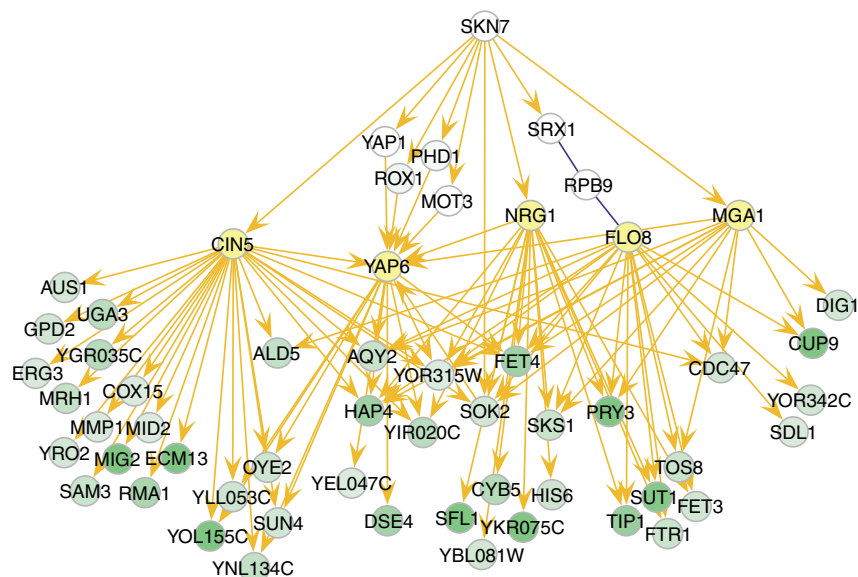 SKN7
SRX1
YAP1
PHD1
ROX1
RPB9
MOT3
NRG1
MGA1
FLO8
CIN5
YAP6
AUS1
DIG1
UGA3
GPD2
CUP9
YGR035C
ALD5
AQY2
FET4
CDC47
ERG3
YOR315W
COX15
MRH1
YOR342C
HAP4
SOK2
PRY3
SKS1
MMP1
MID2
YIR020C
SDL1
YRO2
MIG2
ECM13
OYE2
TOS8
SAM3
RMA1
YLL053C
YEL047C
CYB5
HIS6
SUT1
FET3
YOL155C
SUN4
DSE4
SFL1
YKR075C
TIP1
FTR1
YBL081W
YNL134C